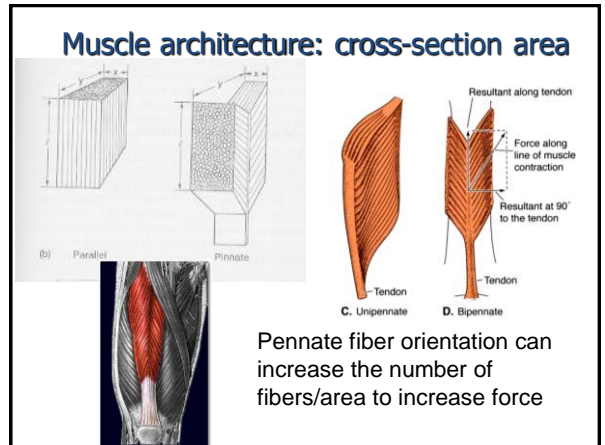 Muscle architecture: cross-section area
y
x
y
x
l
l
(b) Parallel
Pinnate
Resultant along tendon
Force along
line of muscle
contraction
Resultant at 90°
to the tendon
Tendon
Tendon
C. Unipennate
D. Bipennate
Pennate fiber orientation can
increase the number of
fibers/area to increase force